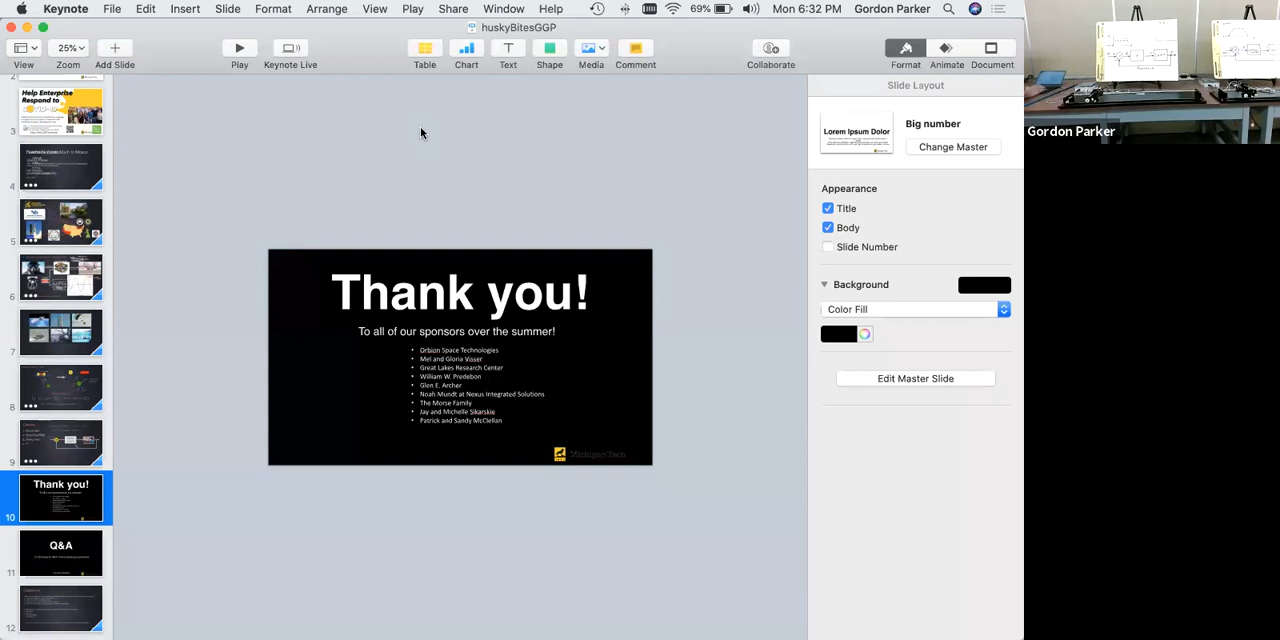 Keynote File Edit Insert Slide Format Arrange View Play Share Window Help 69% Mon 6:32 PM Gordon Parker
huskyBitesGGP
25%
View Zoom Add Slide Play Keynote Live Table Chart Text Shape Media Comment Collaborate Format Animate Document
2
Help Enterprise
Respond to
COVID-19
3
4
5
6
7
8
9
Thank you!
10
Q&A
11
12
Thank you!
To all of our sponsors over the summer!
• Orbion Space Technologies
• Mel and Gloria Visser
• Great Lakes Research Center
• William W. Predebon
• Glen E. Archer
• Noah Mundt at Nexus Integrated Solutions
• The Morse Family
• Jay and Michelle Sikarskie
• Patrick and Sandy McClellan
Michigan Tech
Slide Layout
Lorem Ipsum Dolor
Big number
Change Master
Appearance
Title
Body
Slide Number
Background
Color Fill
Edit Master Slide
Gordon Parker